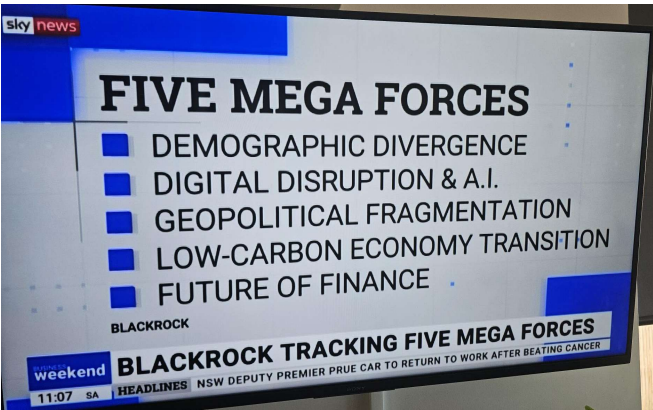 sky news
FIVE MEGA FORCES
DEMOGRAPHIC DIVERGENCE
DIGITAL DISRUPTION & A.I.
GEOPOLITICAL FRAGMENTATION
LOW-CARBON ECONOMY TRANSITION
FUTURE OF FINANCE
BLACKROCK
BUSINESS
weekend
BLACKROCK TRACKING FIVE MEGA FORCES
11:07 SA
HEADLINES NSW DEPUTY PREMIER PRUE CAR TO RETURN TO WORK AFTER BEATING CANCER